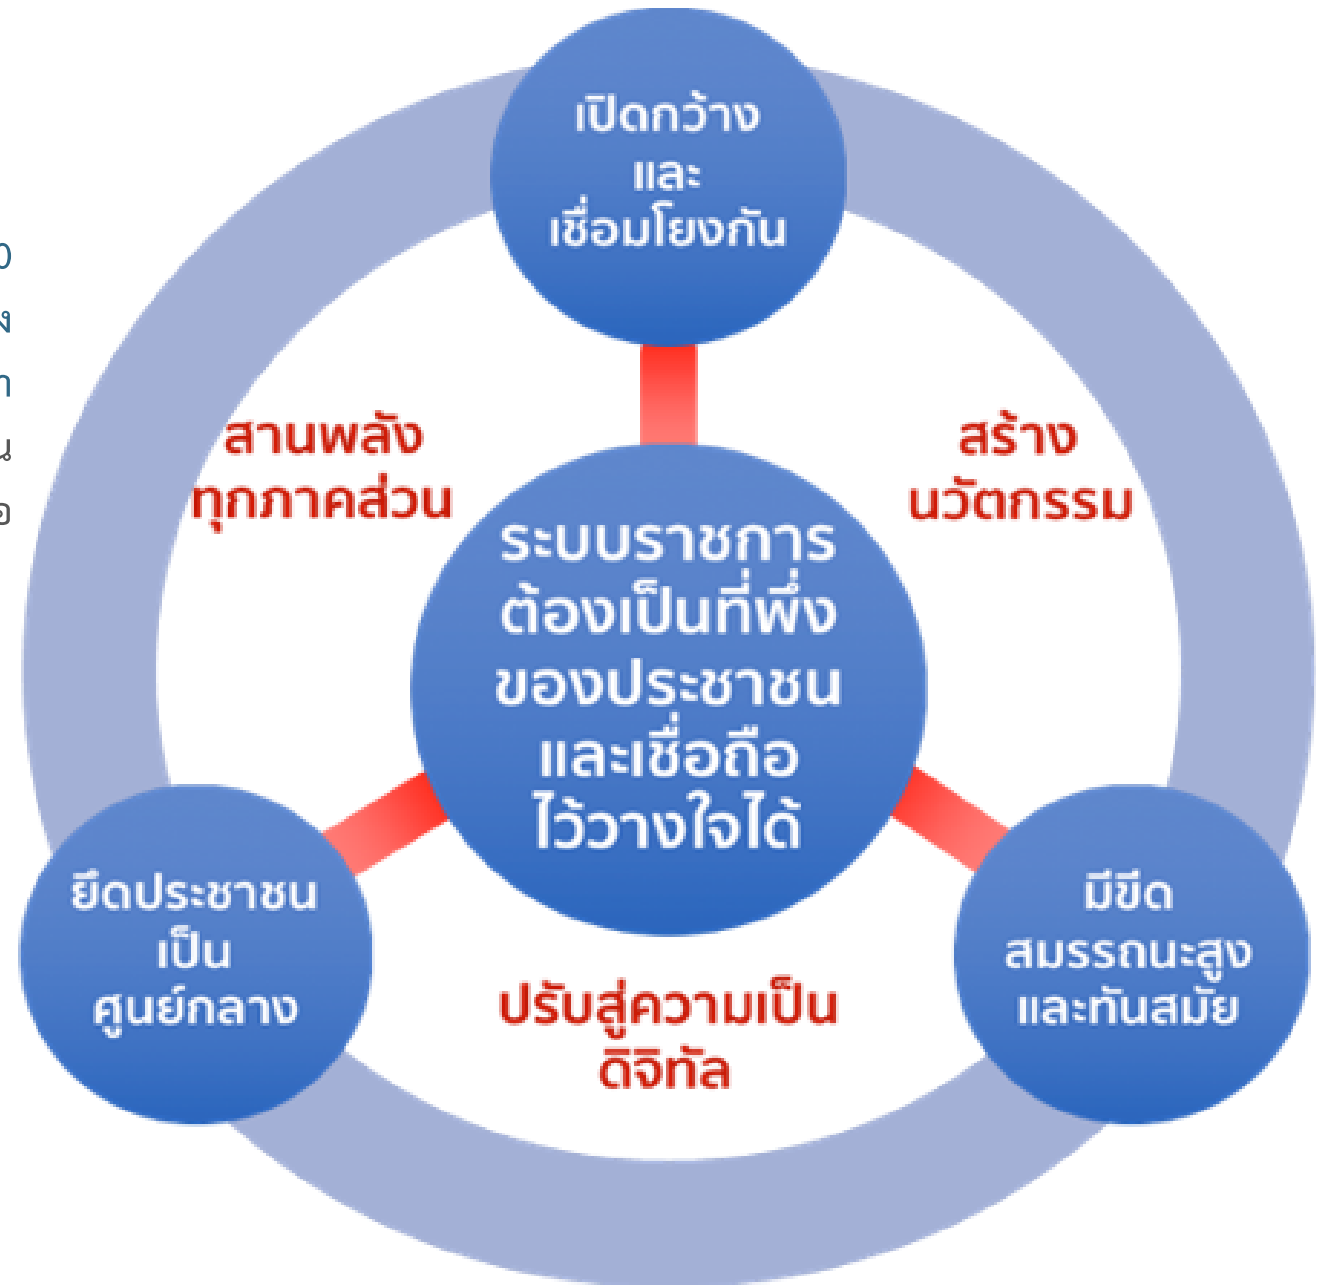 เปิดกว้าง
และ
เชื่อมโยงกัน
สานพลัง
ทุกภาคส่วน
สร้าง
นวัตกรรม
ระบบราชการ
ต้องเป็นที่พึ่ง
ของประชาชน
และเชื่อถือ
ไว้วางใจได้
ยึดประชาชน
เป็น
ศูนย์กลาง
มีขีด
สมรรถนะสูง
และทันสมัย
ปรับสู่ความเป็น
ดิจิทัล